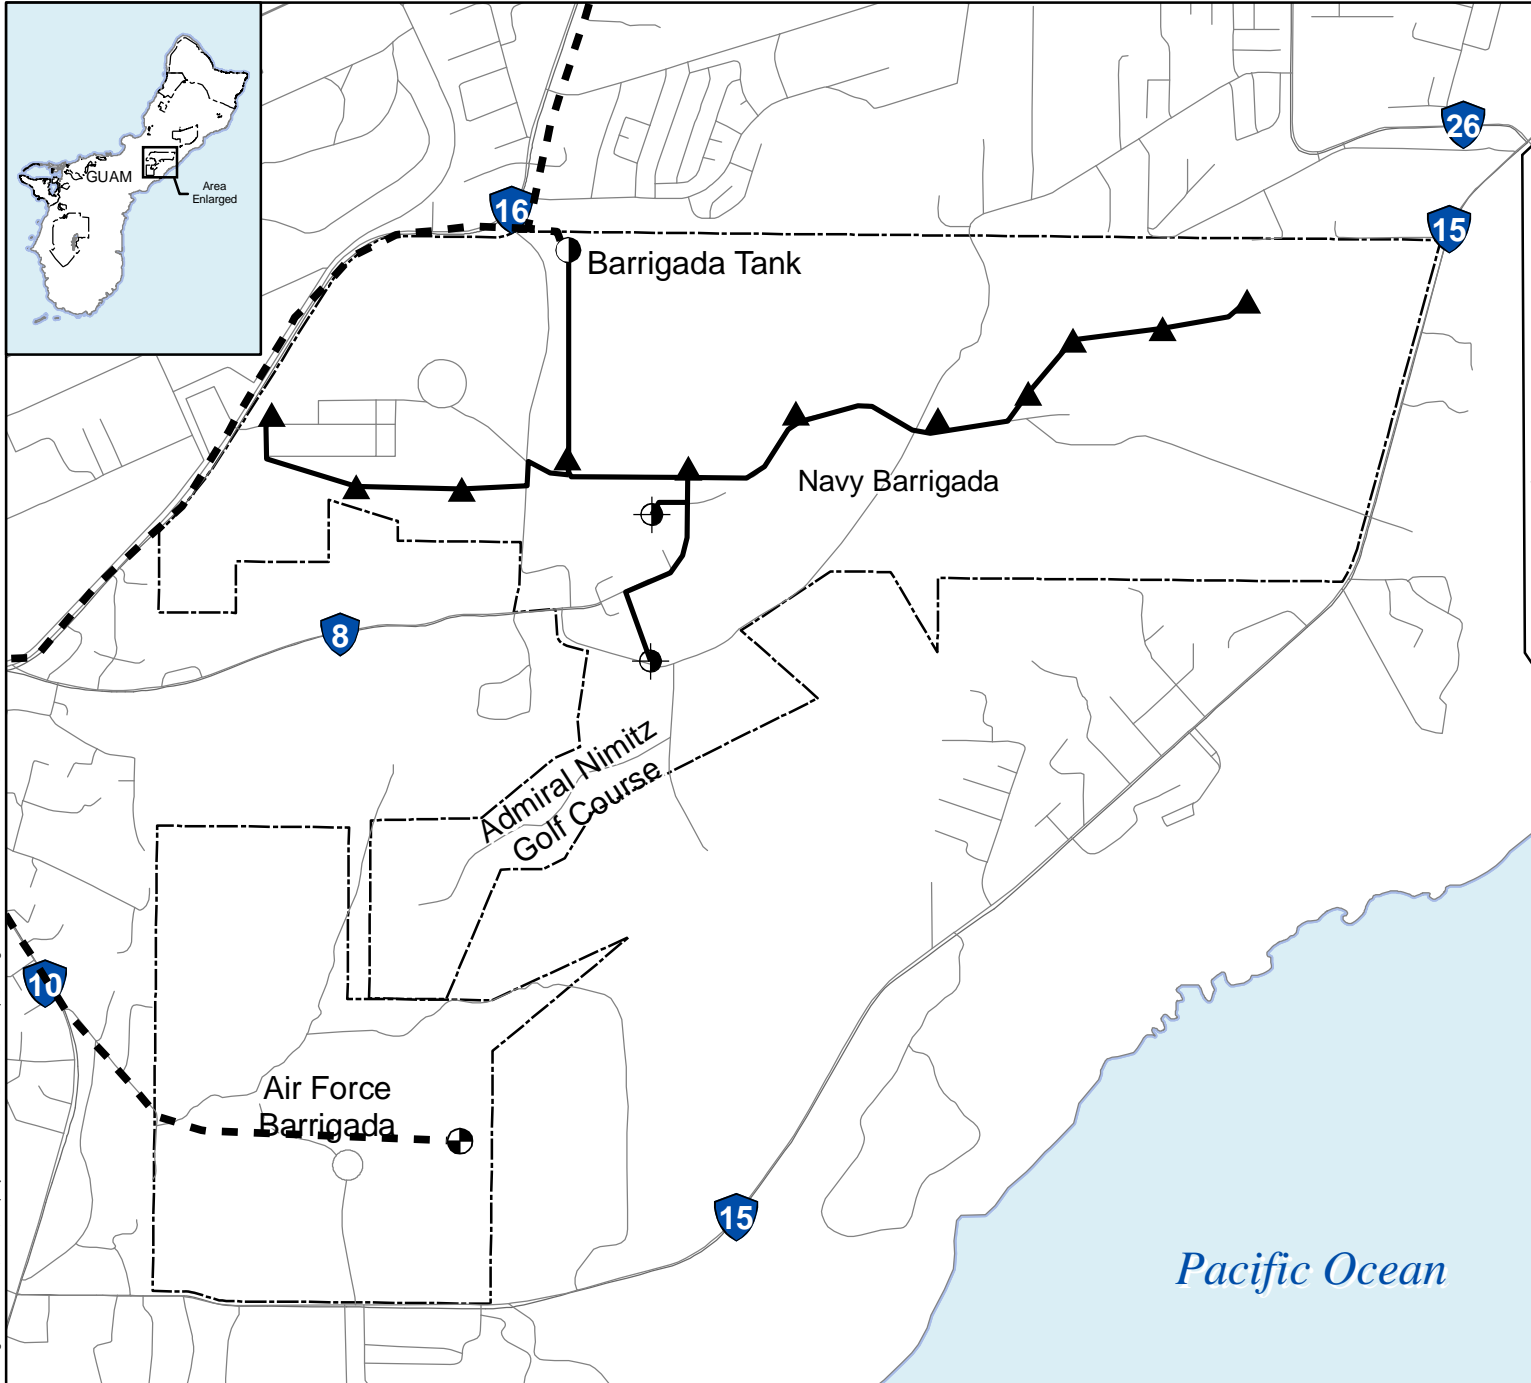 GUAM
Area
Enlarged
26
16
15
Barrigada Tank
Navy Barrigada
8
Admiral Nimitz
Golf Course
10
Air Force
Barrigada
15
Pacific Ocean